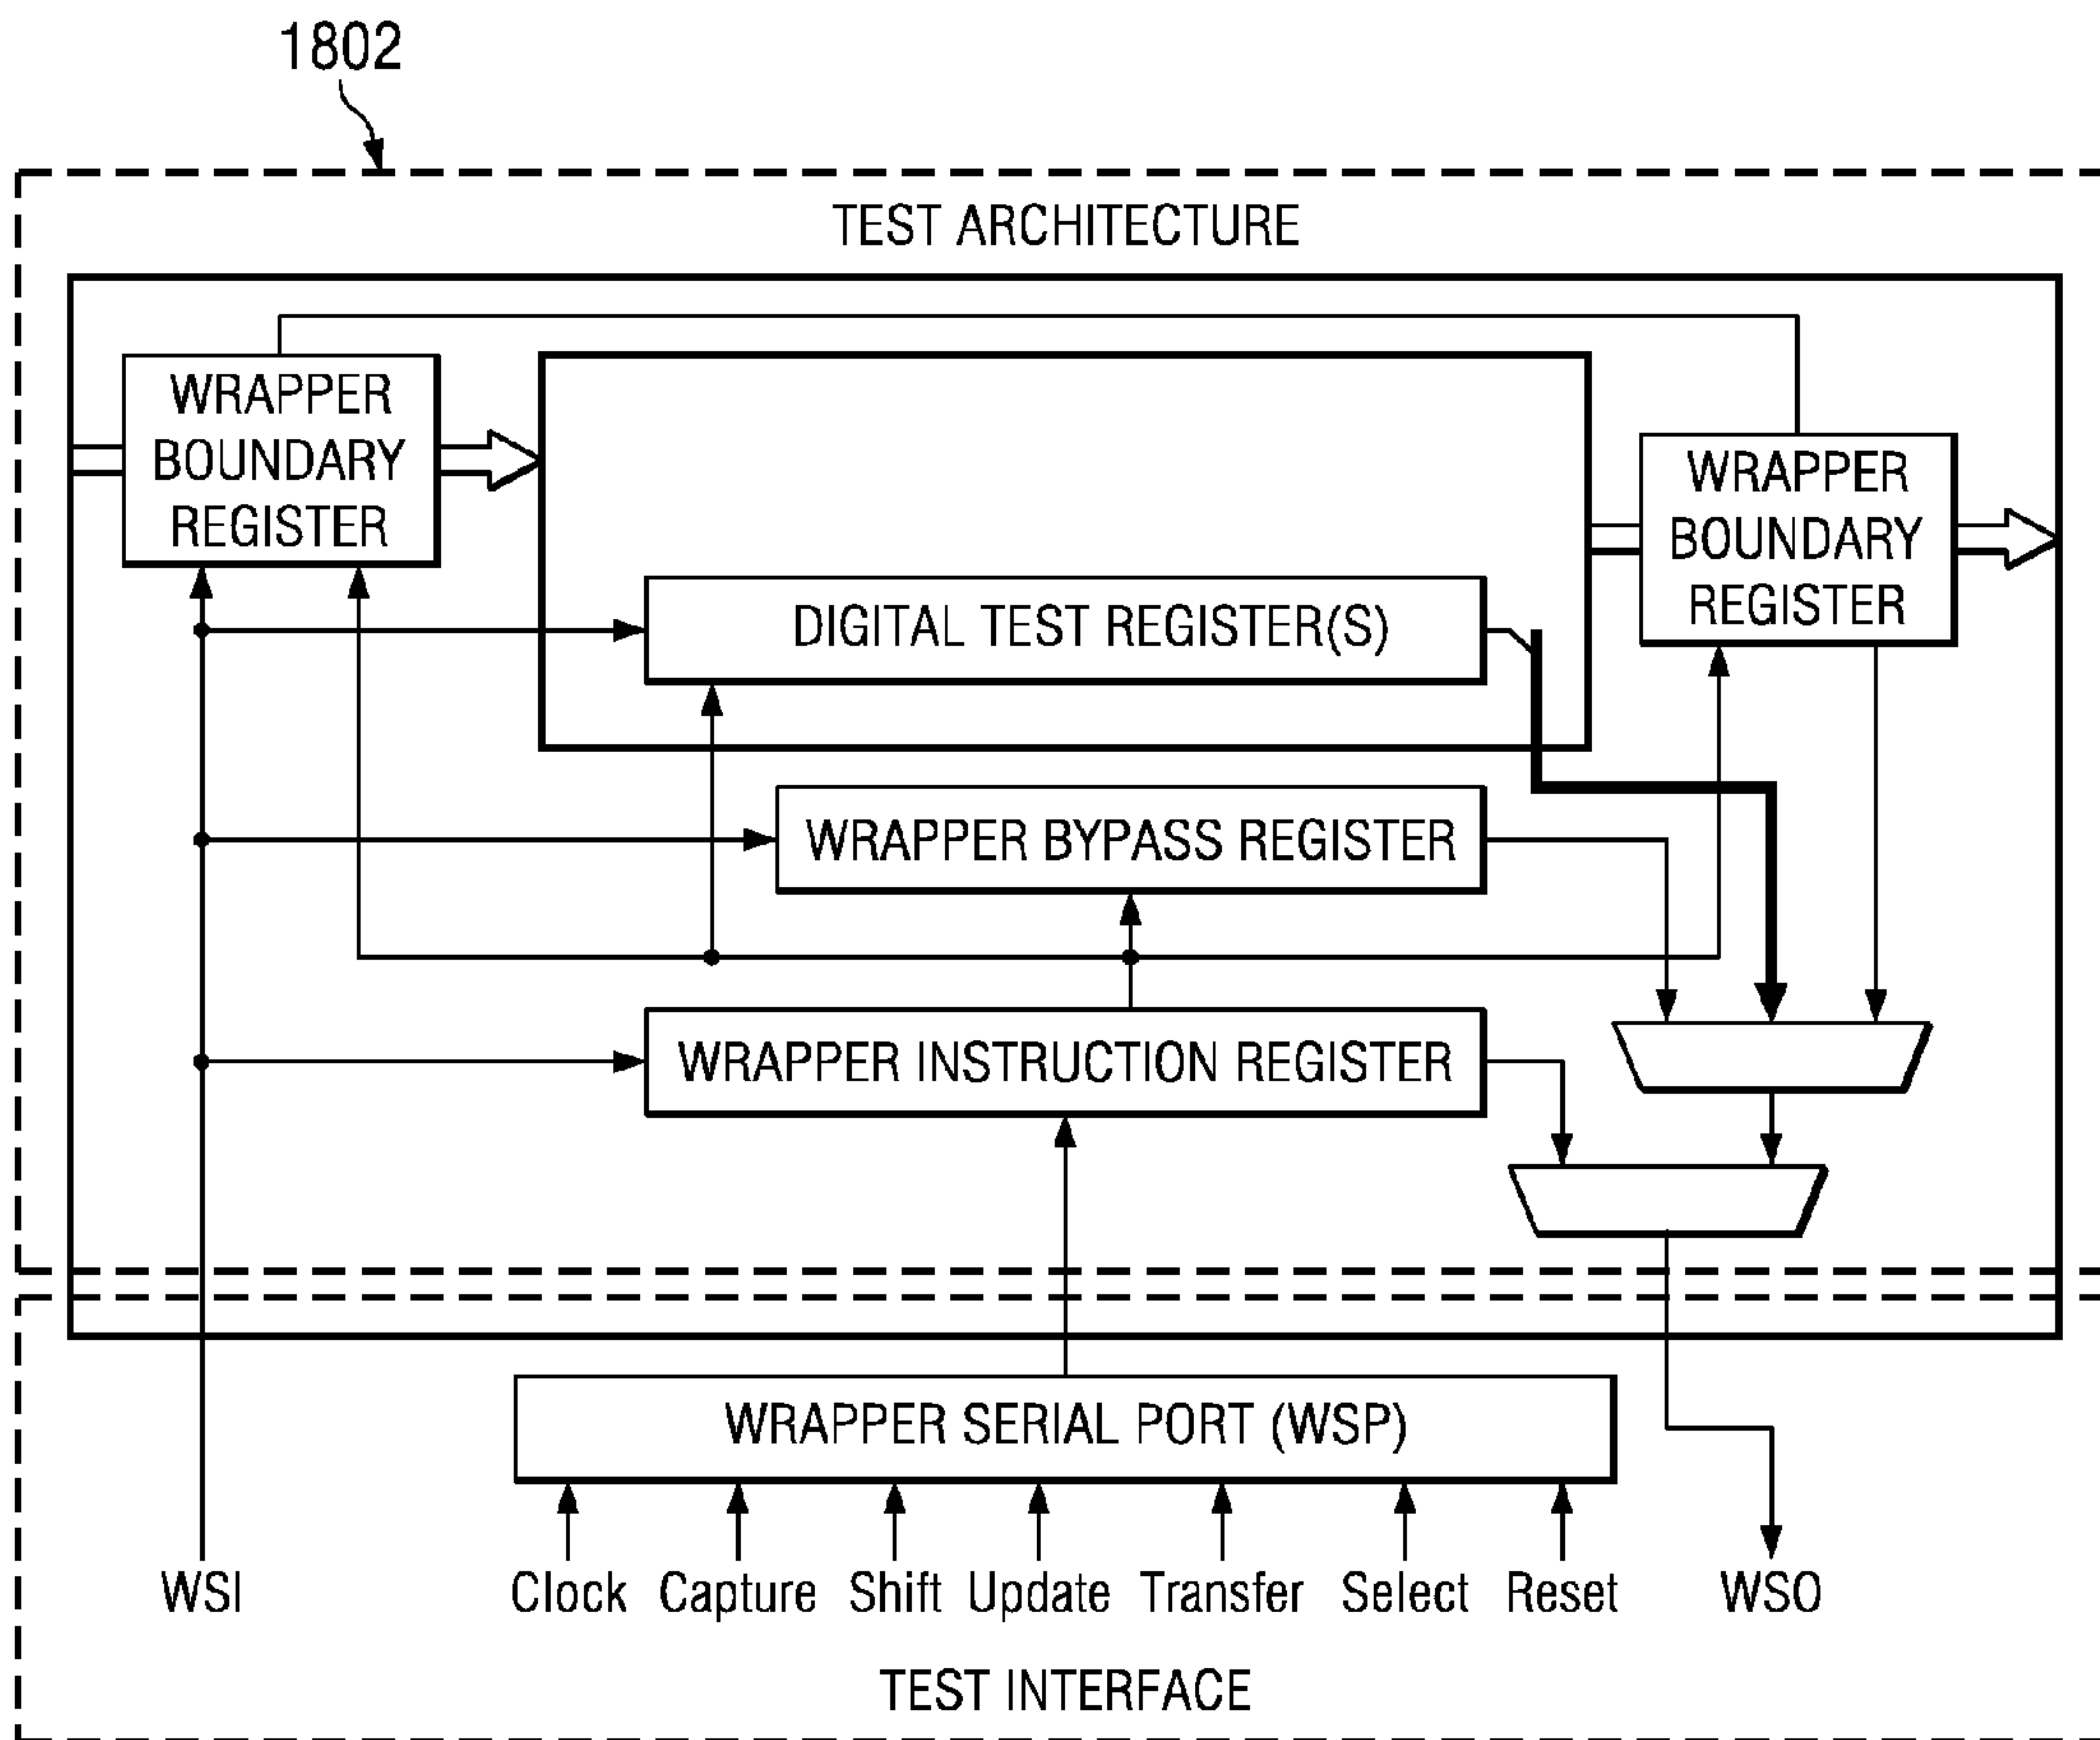 1802
TEST ARCHITECTURE
WRAPPER
BOUNDARY
REGISTER
WRAPPER
BOUNDARY
REGISTER
DIGITAL TEST REGISTER(S)
WRAPPER BYPASS REGISTER
WRAPPER INSTRUCTION REGISTER
WRAPPER SERIAL PORT (WSP)
WSI Clock Capture Shift Update Transfer Select Reset WSO
TEST INTERFACE